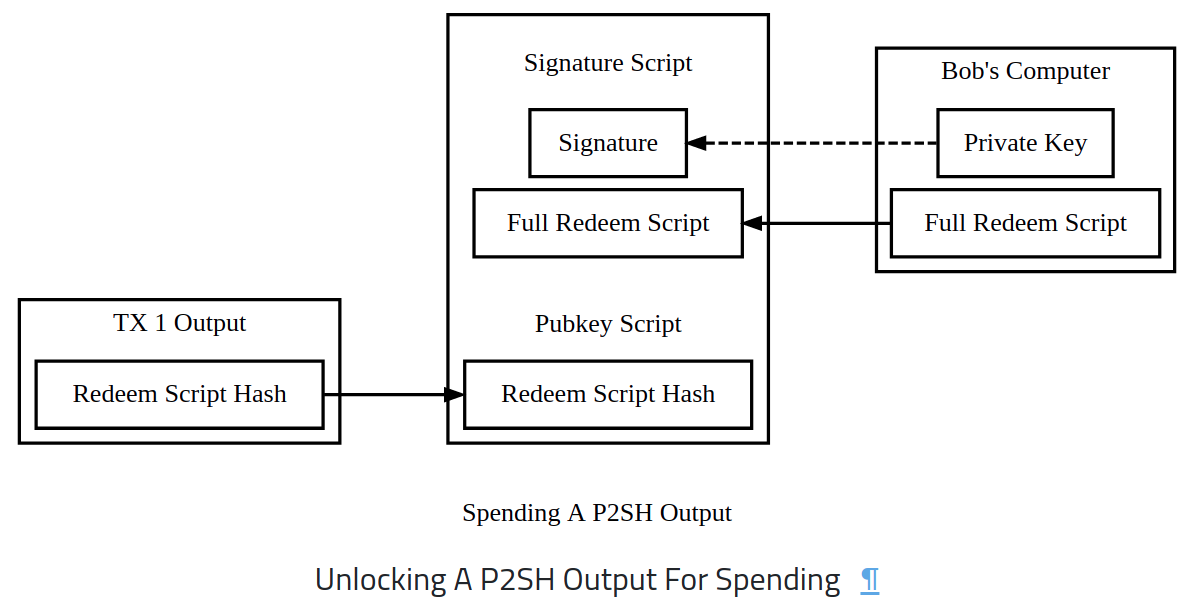 Signature Script
Bob's Computer
Signature
Private Key
Full Redeem Script
Full Redeem Script
TX 1 Output
Pubkey Script
Redeem Script Hash
Redeem Script Hash
Spending A P2SH Output
Unlocking A P2SH Output For Spending ¶